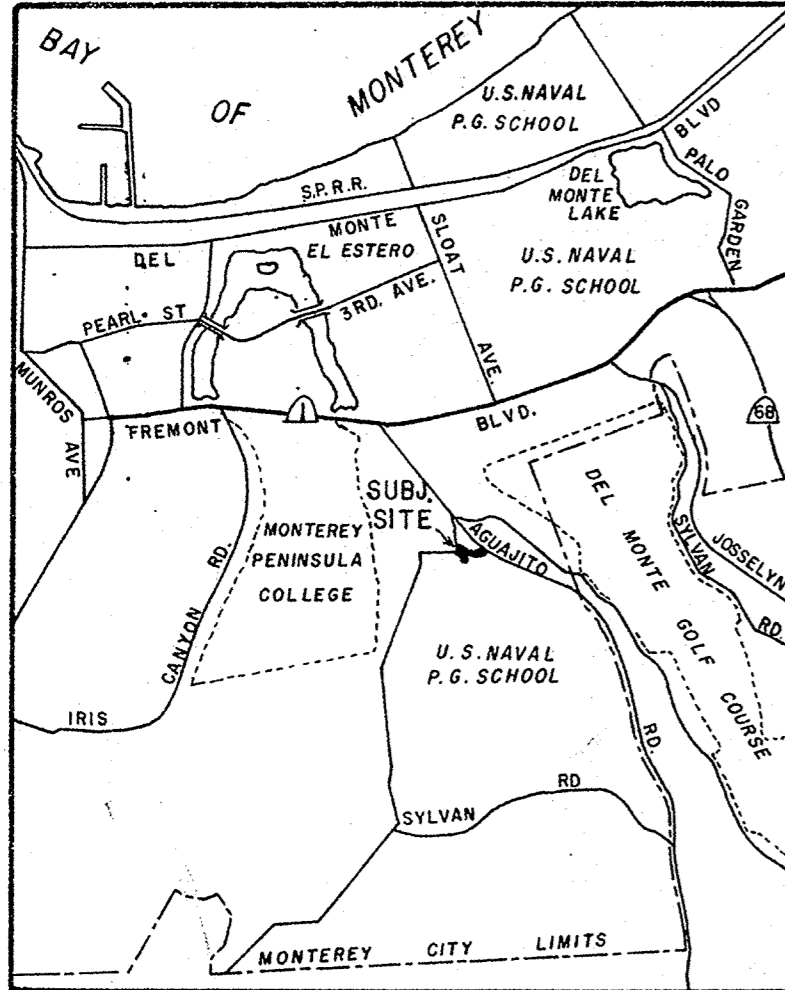 BAY OF MONTEREY
U.S. NAVAL
P.G. SCHOOL
BLVD
S.P.R.R.
DEL
MONTE
LAKE
PALO
GARDEN
DEL MONTE
EL ESTERO
SLOAT AVE.
U.S. NAVAL
P.G. SCHOOL
PEARL ST
3RD. AVE.
MUNROS AVE
FREMONT BLVD.
1
68
SUBJ.
SITE
AGUAJITO RD.
MONTEREY
PENINSULA
COLLEGE
DEL MONTE GOLF COURSE
SYLVAN RD.
JOSSELYN
U.S. NAVAL
P.G. SCHOOL
IRIS CANYON RD.
SYLVAN RD
MONTEREY CITY LIMITS